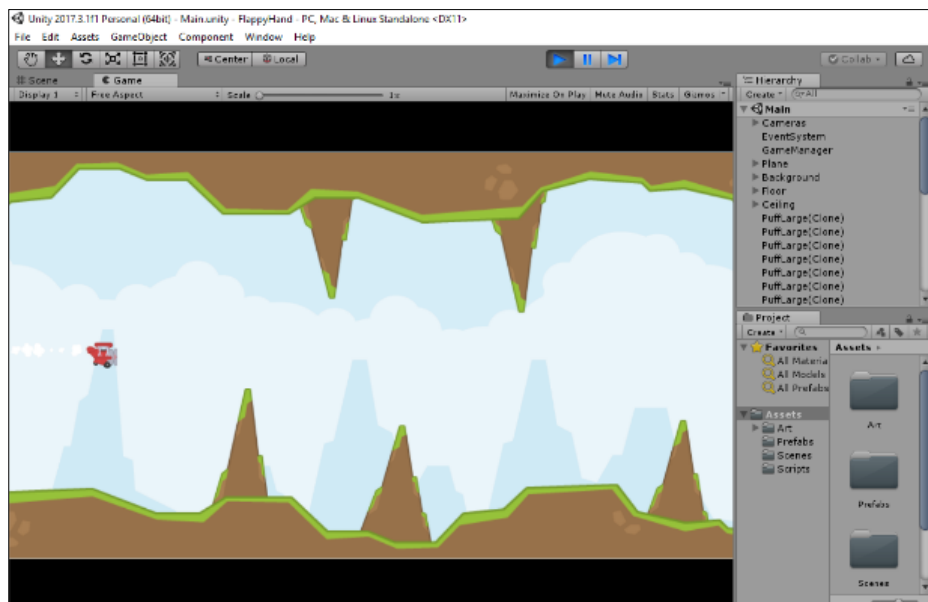 Unity 2017.3.1f1 Personal (64bit) - Main.unity - FlappyHand - PC, Mac & Linux Standalone <DX11>
File Edit Assets GameObject Component Window Help
Center Local Collab
Scene Game Hierarchy
Display 1 Free Aspect Scale 1x Maximize On Play Mute Audio Stats Gizmos Create All
Main
Cameras
EventSystem
GameManager
Plane
Background
Floor
Ceiling
PuffLarge(Clone)
PuffLarge(Clone)
PuffLarge(Clone)
PuffLarge(Clone)
PuffLarge(Clone)
PuffLarge(Clone)
PuffLarge(Clone)
Project
Create
Favorites Assets
All Materia
All Models
All Prefabs
Assets
Art
Prefabs
Scenes
Scripts
Art
Prefabs
Scenes